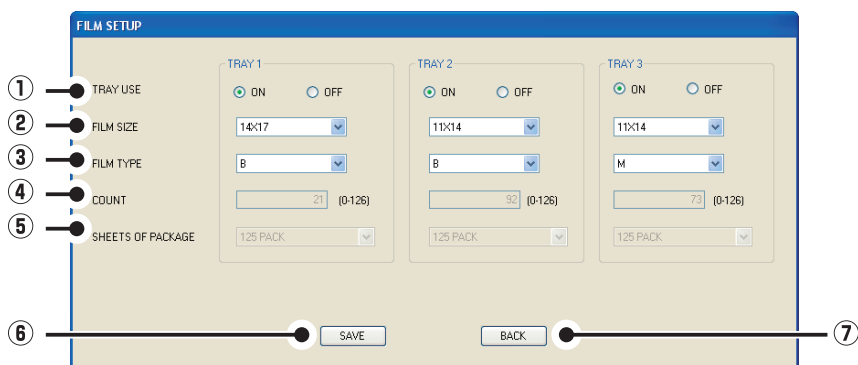 FILM SETUP
TRAY 1 TRAY 2 TRAY 3
① TRAY USE ON OFF ON OFF ON OFF
② FILM SIZE 14X17 11X14 11X14
③ FILM TYPE B B M
④ COUNT 21 (0-126) 92 (0-126) 73 (0-126)
⑤ SHEETS OF PACKAGE 125 PACK 125 PACK 125 PACK
⑥ SAVE BACK ⑦